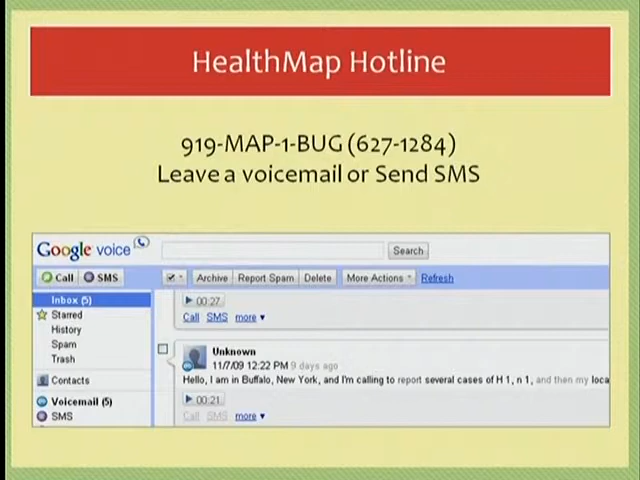 HealthMap Hotline
919-MAP-1-BUG (627-1284)
Leave a voicemail or Send SMS
Google voice
Search
Call SMS
Archive Report Spam Delete More Actions Refresh
Inbox (5)
Starred
History
Spam
Trash
Contacts
Voicemail (5)
SMS
00:27
Call SMS more
Unknown
11/7/09 12:22 PM 9 days ago
Hello, I am in Buffalo, New York, and I'm calling to report several cases of H 1, n 1, and then my loca
00:21
Call SMS more